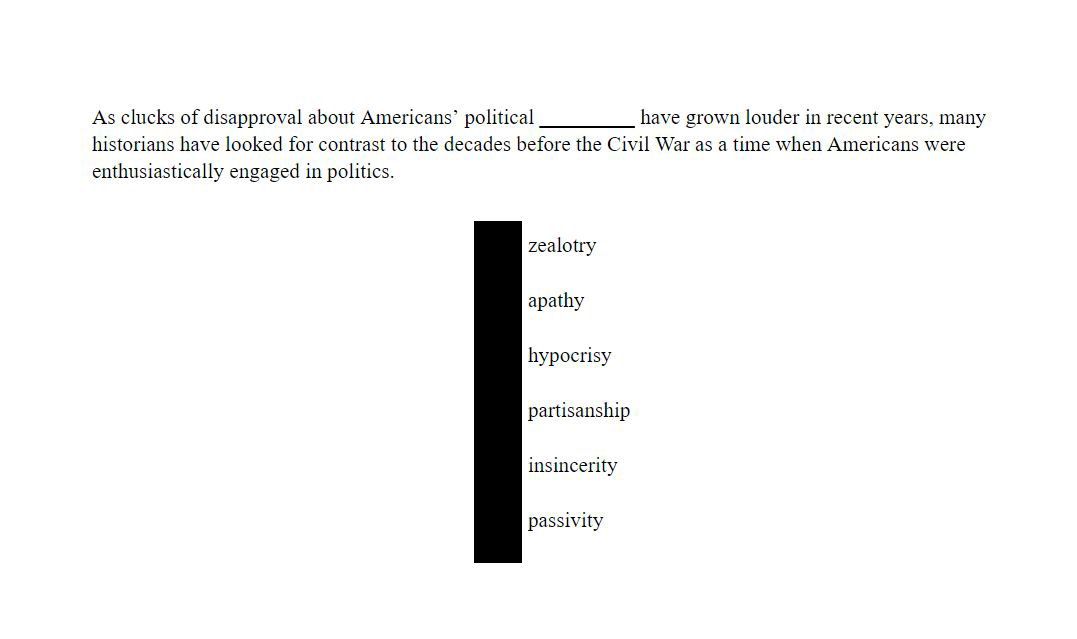 As clucks of disapproval about Americans’ political ________ have grown louder in recent years, many
historians have looked for contrast to the decades before the Civil War as a time when Americans were
enthusiastically engaged in politics.
zealotry
apathy
hypocrisy
partisanship
insincerity
passivity